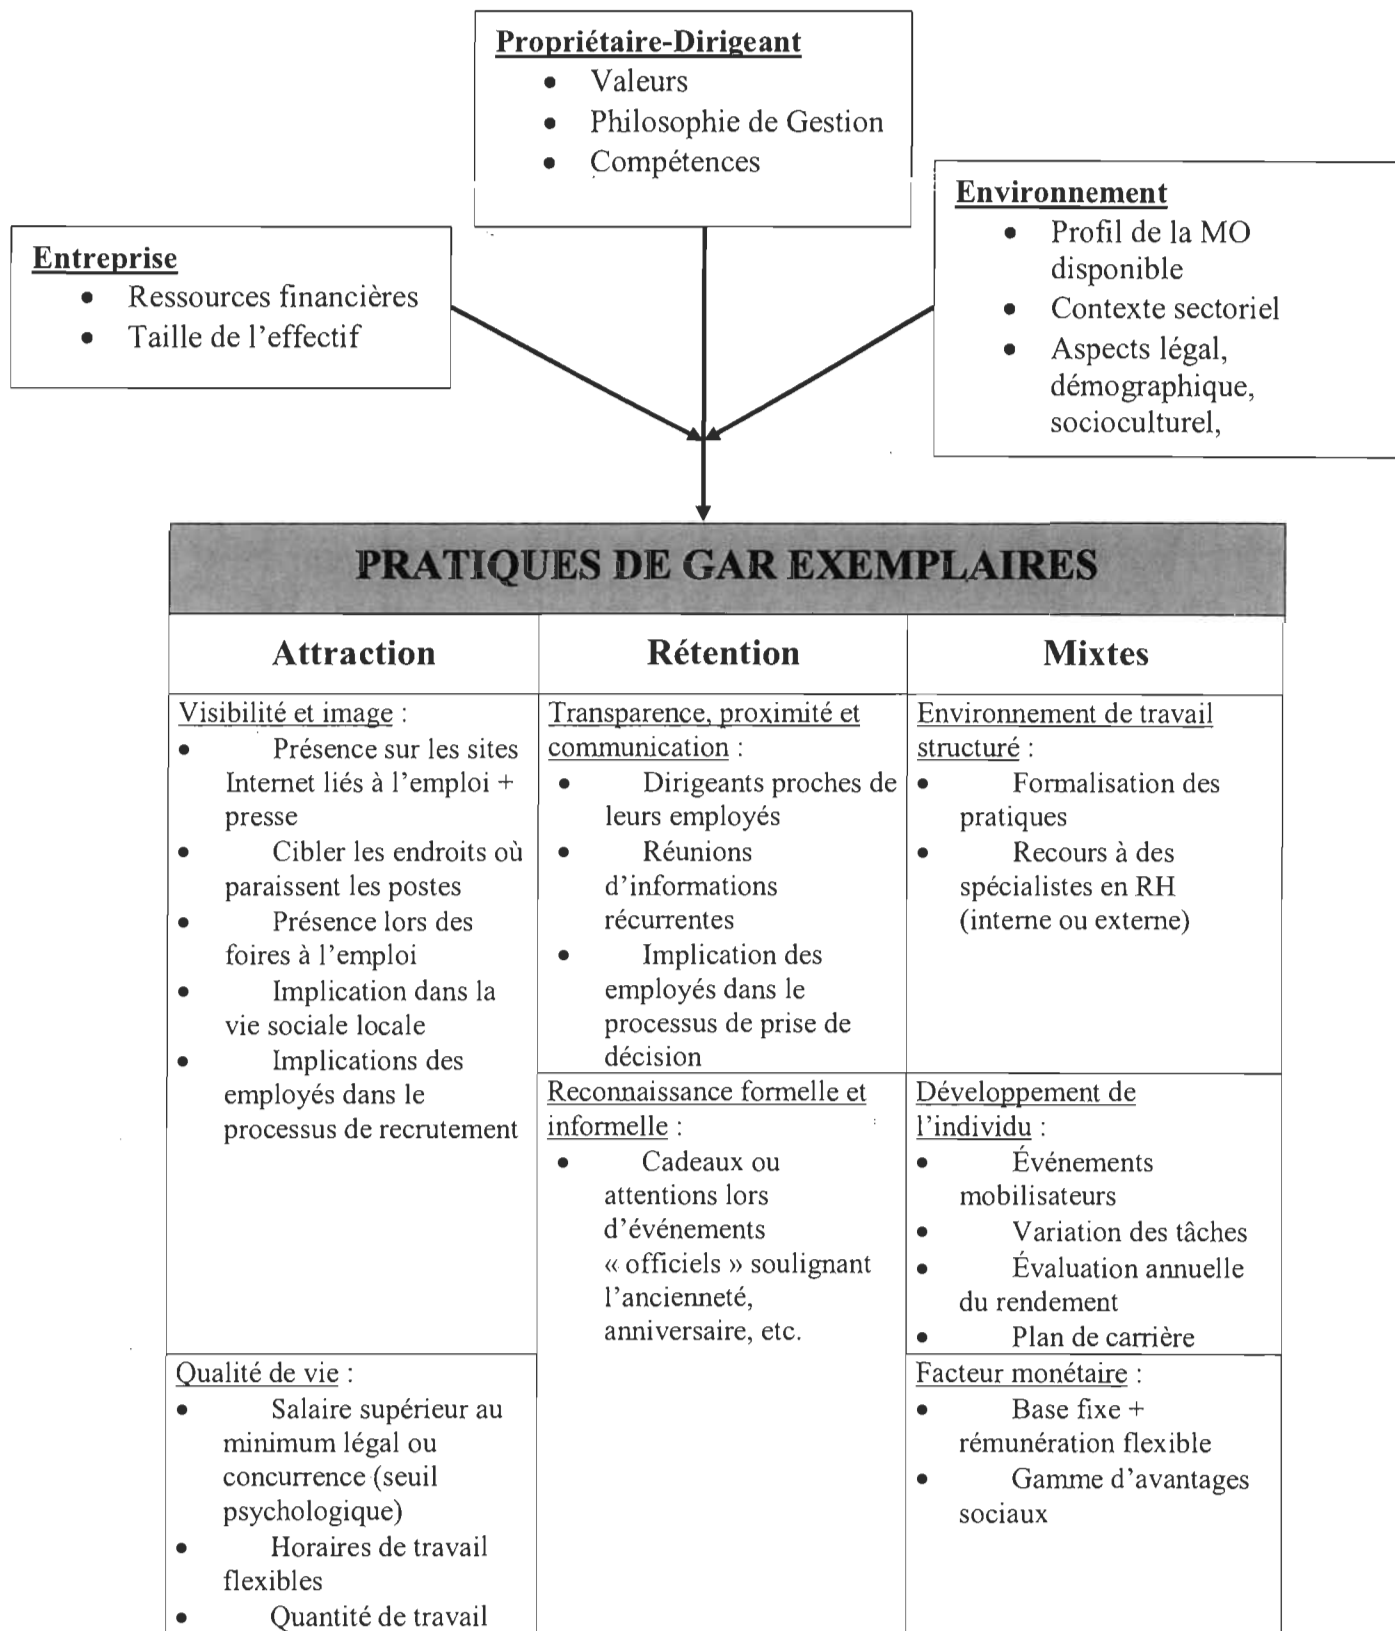 Propriétaire-Dirigeant
• Valeurs
• Philosophie de Gestion
• Compétences
Entreprise
• Ressources financières
• Taille de l'effectif
Environnement
• Profil de la MO
disponible
• Contexte sectoriel
• Aspects légal,
démographique,
socioculturel,
PRATIQUES DE GAR EXEMPLAIRES
Attraction
Rétention
Mixtes
Visibilité et image :
• Présence sur les sites
Internet liés à l'emploi +
presse
• Cibler les endroits où
paraissent les postes
• Présence lors des
foires à l'emploi
• Implication dans la
vie sociale locale
• Implications des
employés dans le
processus de recrutement
Transparence, proximité et
communication :
• Dirigeants proches de
leurs employés
• Réunions
d'informations
récurrentes
• Implication des
employés dans le
processus de prise de
décision
Environnement de travail
structuré :
• Formalisation des
pratiques
• Recours à des
spécialistes en RH
(interne ou externe)
Reconnaissance formelle et
informelle :
• Cadeaux ou
attentions lors
d'événements
« officiels » soulignant
l'ancienneté,
anniversaire, etc.
Développement de
l'individu :
• Événements
mobilisateurs
• Variation des tâches
• Évaluation annuelle
du rendement
• Plan de carrière
Qualité de vie :
• Salaire supérieur au
minimum légal ou
concurrence (seuil
psychologique)
• Horaires de travail
flexibles
• Quantité de travail
Facteur monétaire :
• Base fixe +
rémunération flexible
• Gamme d'avantages
sociaux